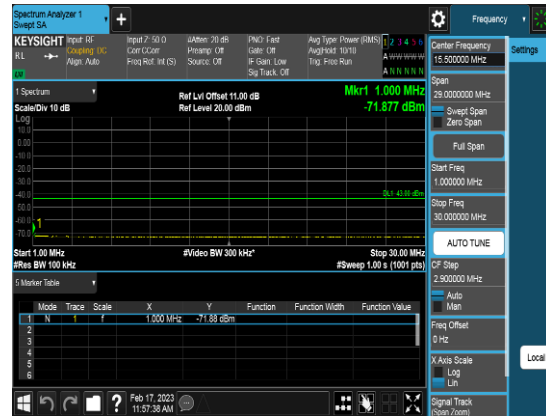 Spectrum Analyzer 1
Swept SA
+
Frequency
KEYSIGHT
Input: RF
Input Z: 50 Ω
#Atten: 20 dB
PNO: Fast
Avg Type: Power (RMS)
1 2 3 4 5 6
RL
Coupling: DC
Corr CCorr
Preamp: Off
Gate: Off
Avg|Hold: 10/10
A W W W W W
Align: Auto
Freq Ref: Int (S)
Source: Off
IF Gain: Low
Trig: Free Run
Sig Track: Off
A N N N N N
1 Spectrum
Scale/Div 10 dB
Ref Lvl Offset 11.00 dB
Ref Level 20.00 dBm
Mkr1 1.000 MHz
-71.877 dBm
Log
10.0
0.00
-10.0
-20.0
-30.0
-40.0
-50.0
-60.0
-70.0
DL1 -43.00 dBm
1
Start 1.00 MHz
#Video BW 300 kHz*
Stop 30.00 MHz
#Res BW 100 kHz
#Sweep 1.00 s (1001 pts)
5 Marker Table
Mode Trace Scale X Y Function Function Width Function Value
1 N 1 f 1.000 MHz -71.88 dBm
2
3
4
5
6
Feb 17, 2023
11:57:38 AM
?
Center Frequency
15.500000 MHz
Settings
Span
29.0000000 MHz
Swept Span
Zero Span
Full Span
Start Freq
1.000000 MHz
Stop Freq
30.000000 MHz
AUTO TUNE
CF Step
2.900000 MHz
Auto
Man
Freq Offset
0 Hz
X Axis Scale
Log
Lin
Local
Signal Track
(Span Zoom)